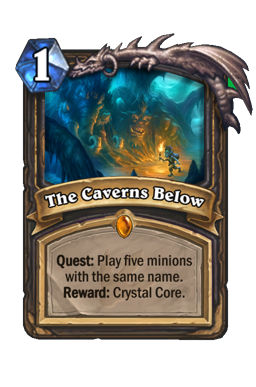 1
The Caverns Below
Quest: Play five minions
with the same name.
Reward: Crystal Core.